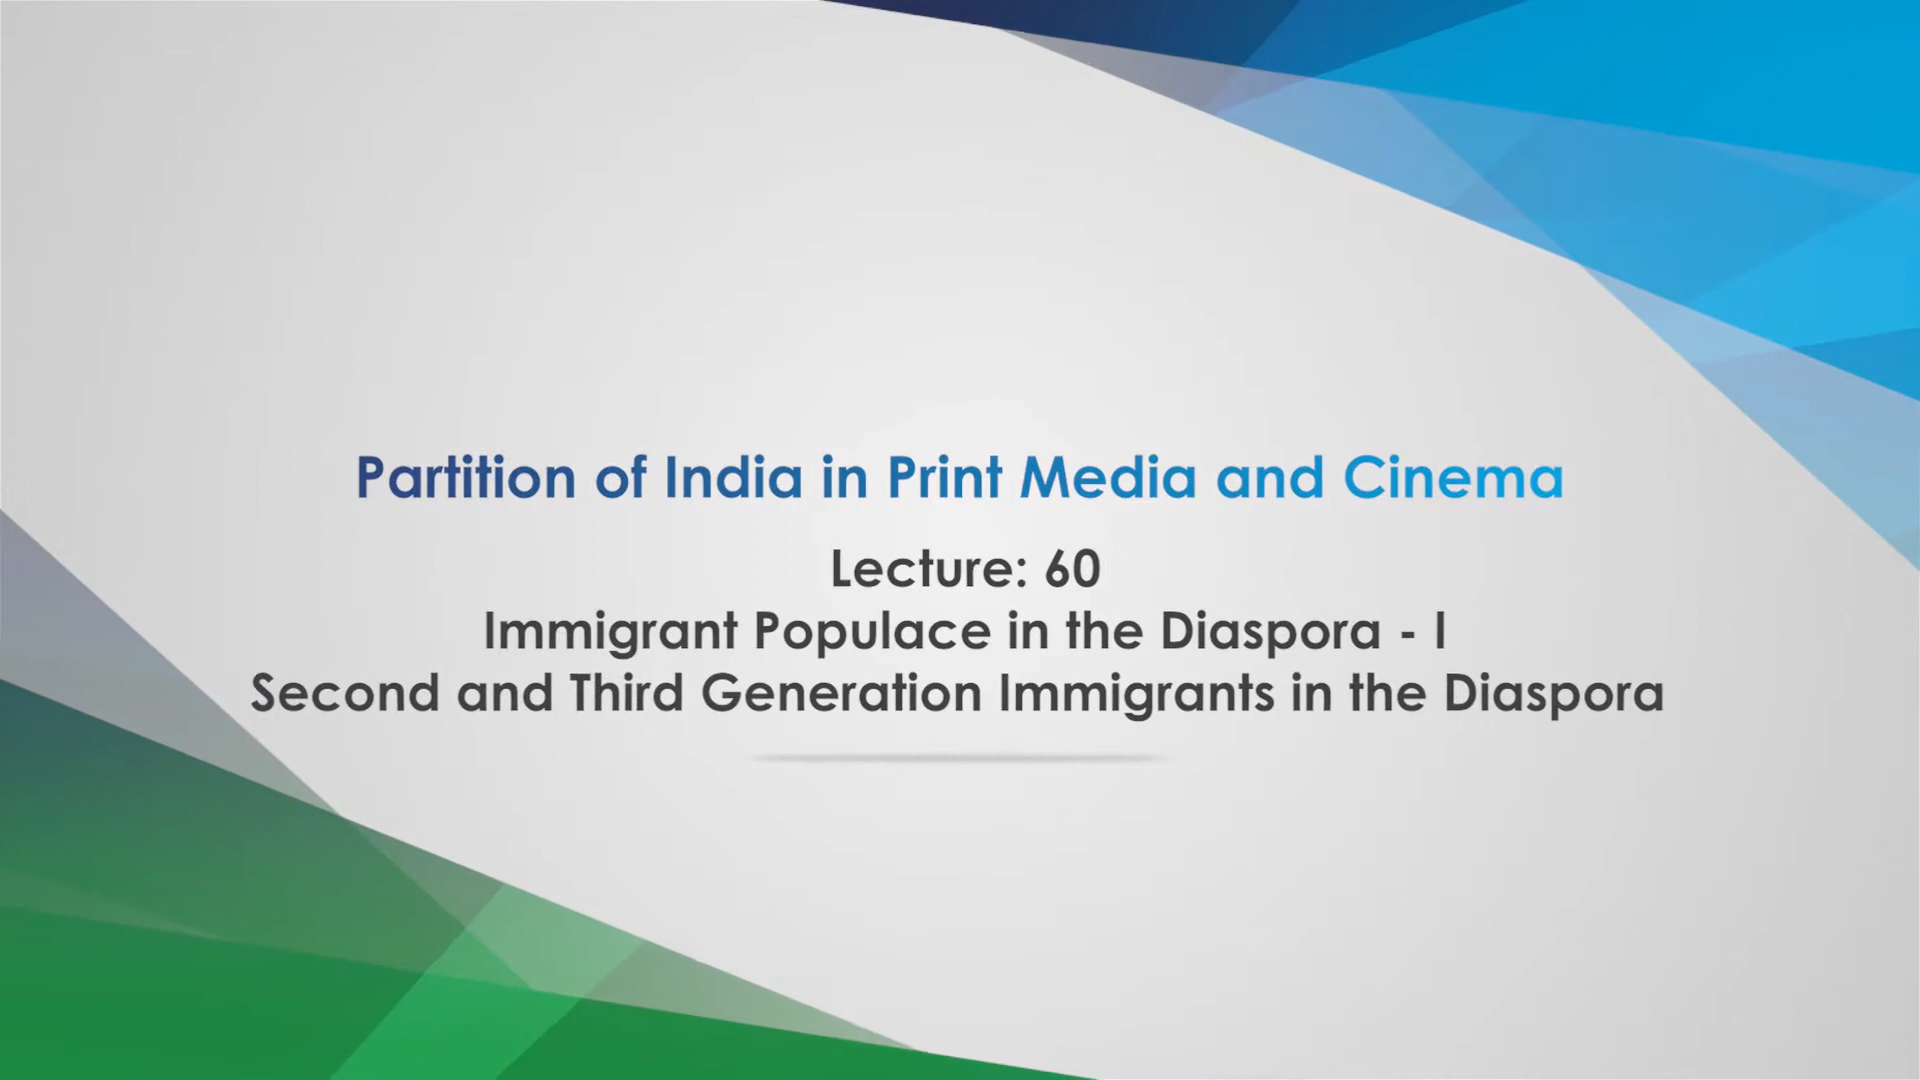 Partition of India in Print Media and Cinema
Lecture: 60
Immigrant Populace in the Diaspora - I
Second and Third Generation Immigrants in the Diaspora